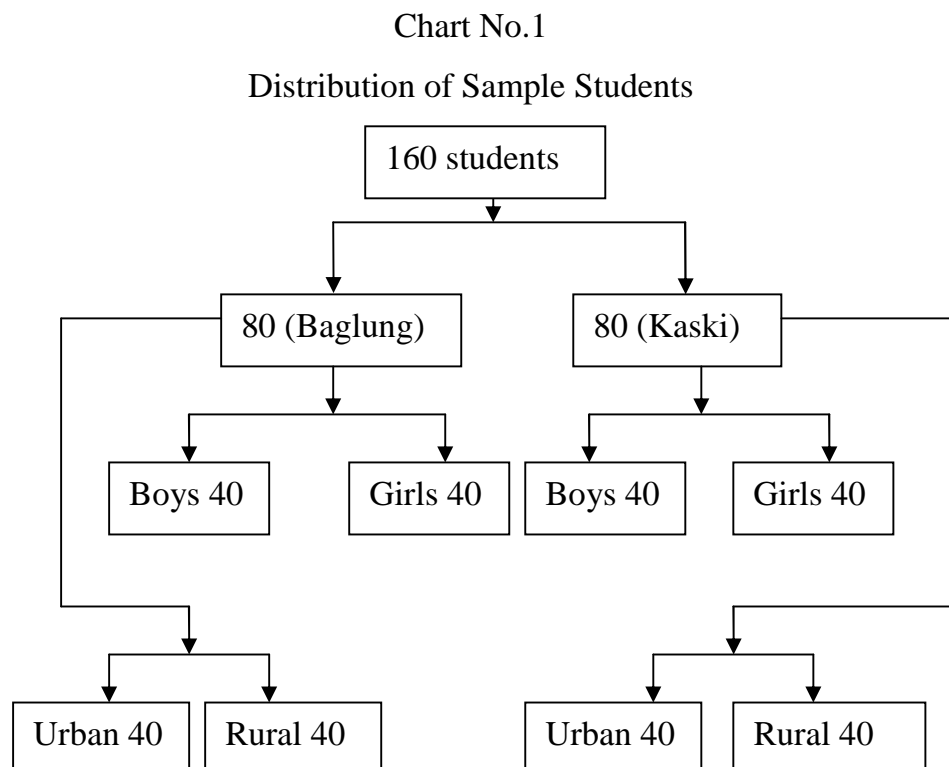 Chart No.1
Distribution of Sample Students
160 students
80 (Baglung) 80 (Kaski)
Boys 40 Girls 40 Boys 40 Girls 40
Urban 40 Rural 40 Urban 40 Rural 40